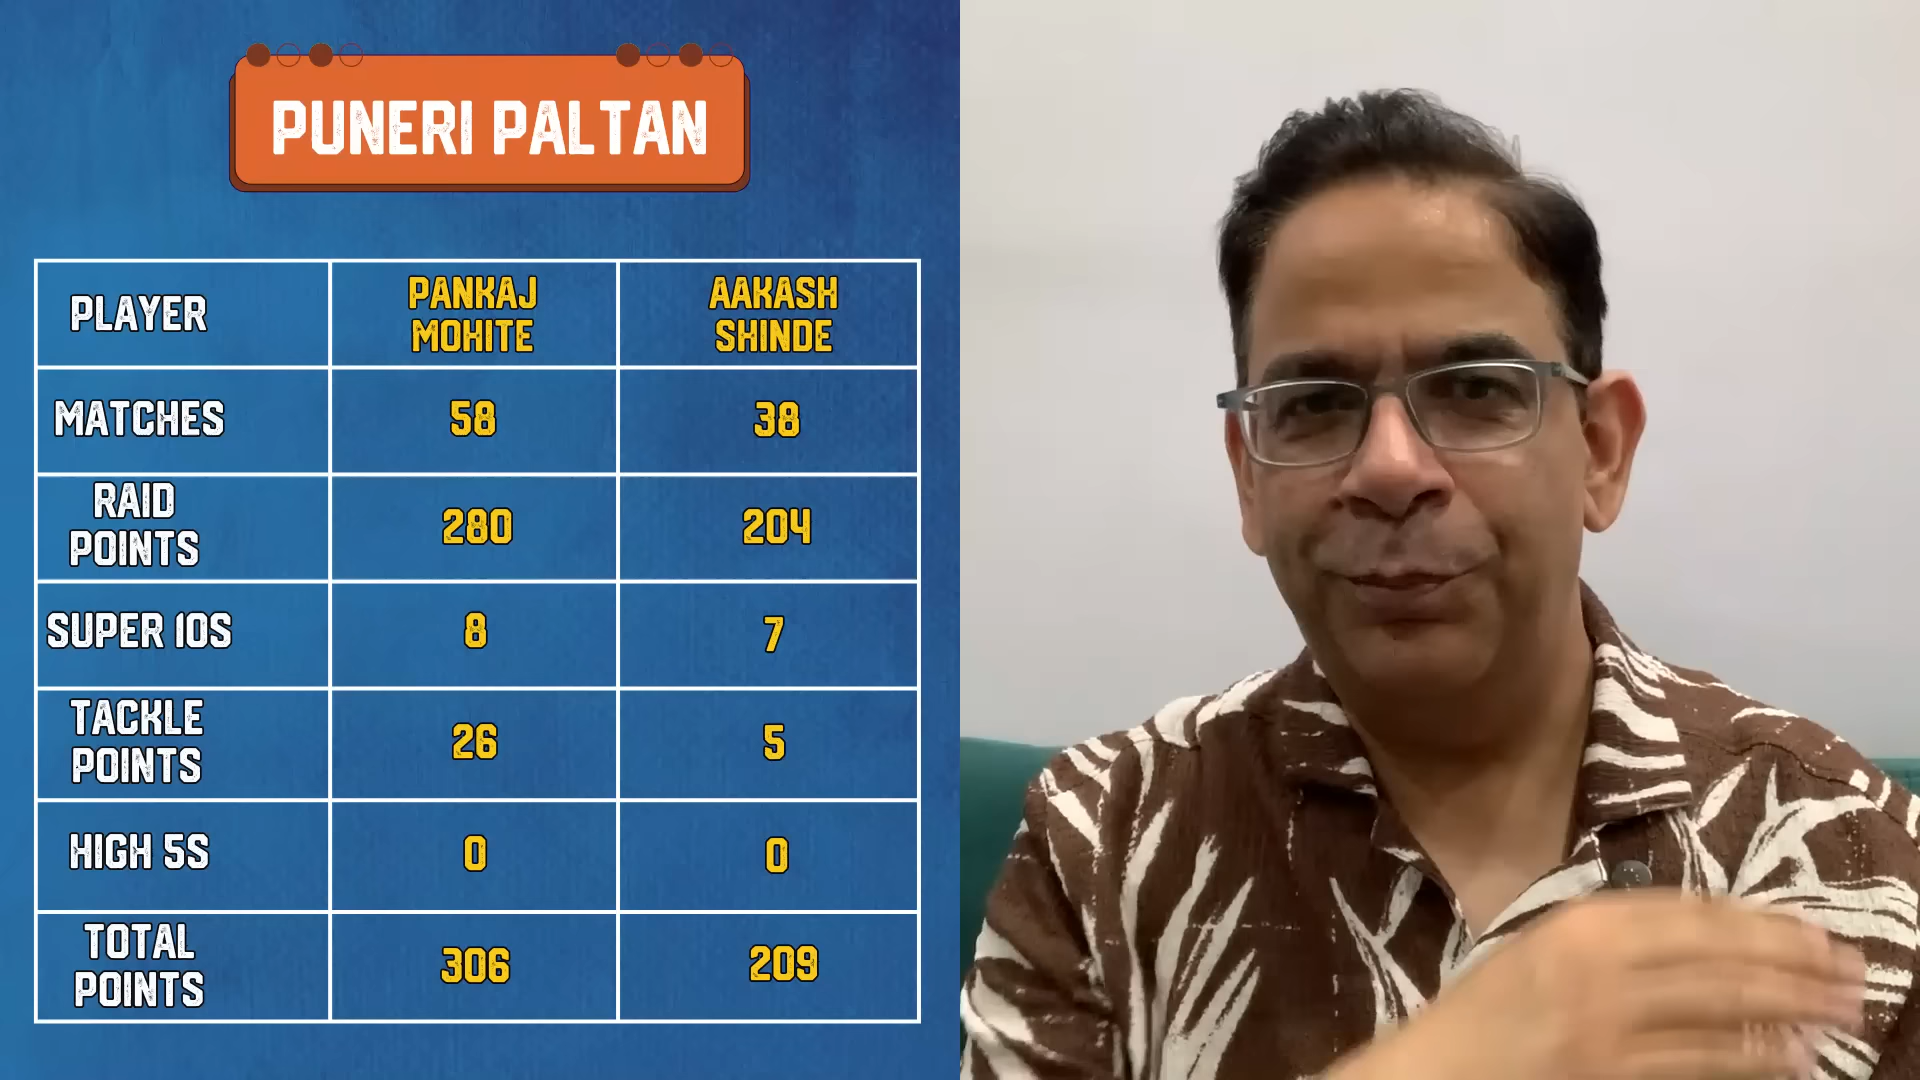 PUNERI PALTAN
PLAYER
PANKAJ
MOHITE
AAKASH
SHINDE
MATCHES
58
38
RAID
POINTS
280
204
SUPER 10S
8
7
TACKLE
POINTS
26
5
HIGH 5S
0
0
TOTAL
POINTS
306
209